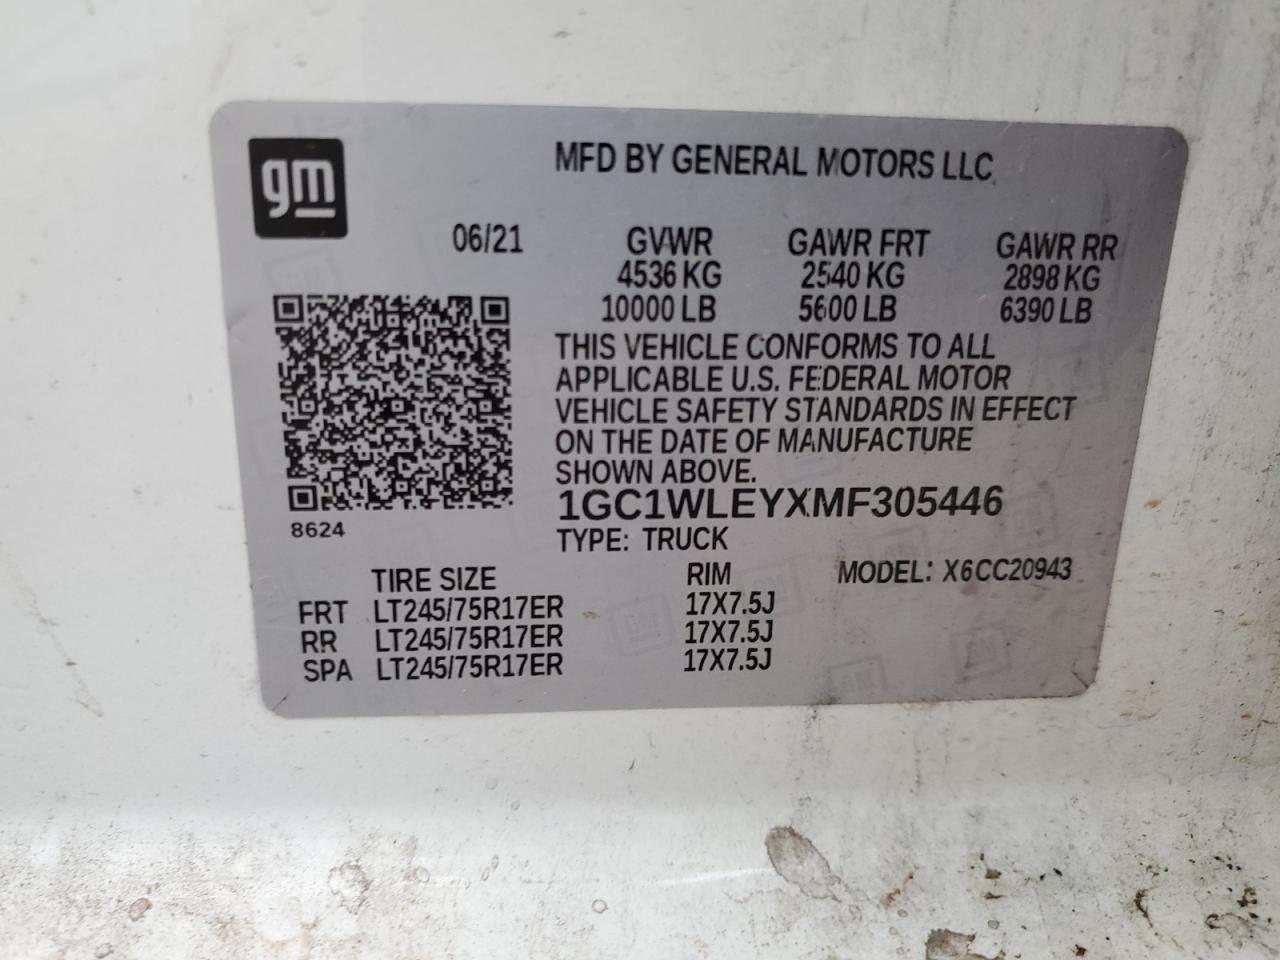 gm
MFD BY GENERAL MOTORS LLC
06/21 GVWR GAWR FRT GAWR RR
4536 KG 2540 KG 2898 KG
10000 LB 5600 LB 6390 LB
THIS VEHICLE CONFORMS TO ALL
APPLICABLE U.S. FEDERAL MOTOR
VEHICLE SAFETY STANDARDS IN EFFECT
ON THE DATE OF MANUFACTURE
SHOWN ABOVE.
1GC1WLEYXMF305446
8624
TYPE: TRUCK
TIRE SIZE RIM MODEL: X6CC20943
FRT LT245/75R17ER 17X7.5J
RR LT245/75R17ER 17X7.5J
SPA LT245/75R17ER 17X7.5J